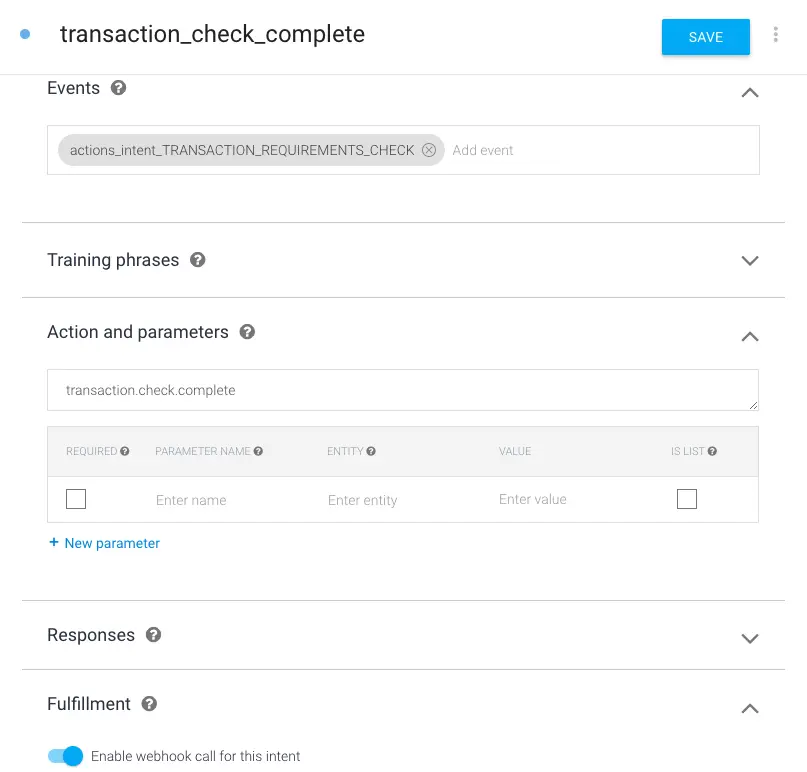 transaction_check_complete
SAVE
Events
actions_intent_TRANSACTION_REQUIREMENTS_CHECK Add event
Training phrases
Action and parameters
transaction.check.complete
REQUIRED PARAMETER NAME ENTITY VALUE IS LIST
Enter name Enter entity Enter value
+ New parameter
Responses
Fulfillment
Enable webhook call for this intent